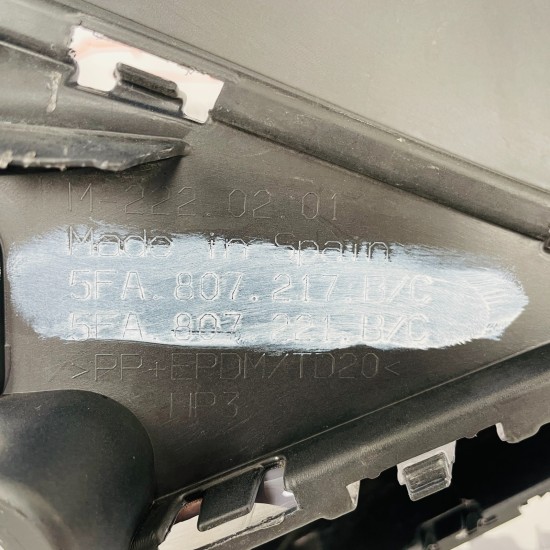 M-222.02.01
Made in Spain
5FA.807.217.B/C
5FA.807.221.B/C
>PP+EPDM/TD20<
HP3